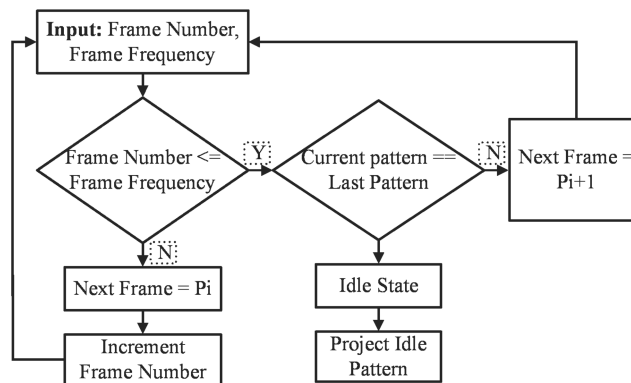 Input: Frame Number,
Frame Frequency
Frame Number <=
Frame Frequency
Y
Current pattern ==
Last Pattern
N
Next Frame =
Pi+1
N
Next Frame = Pi
Idle State
Increment
Frame Number
Project Idle
Pattern